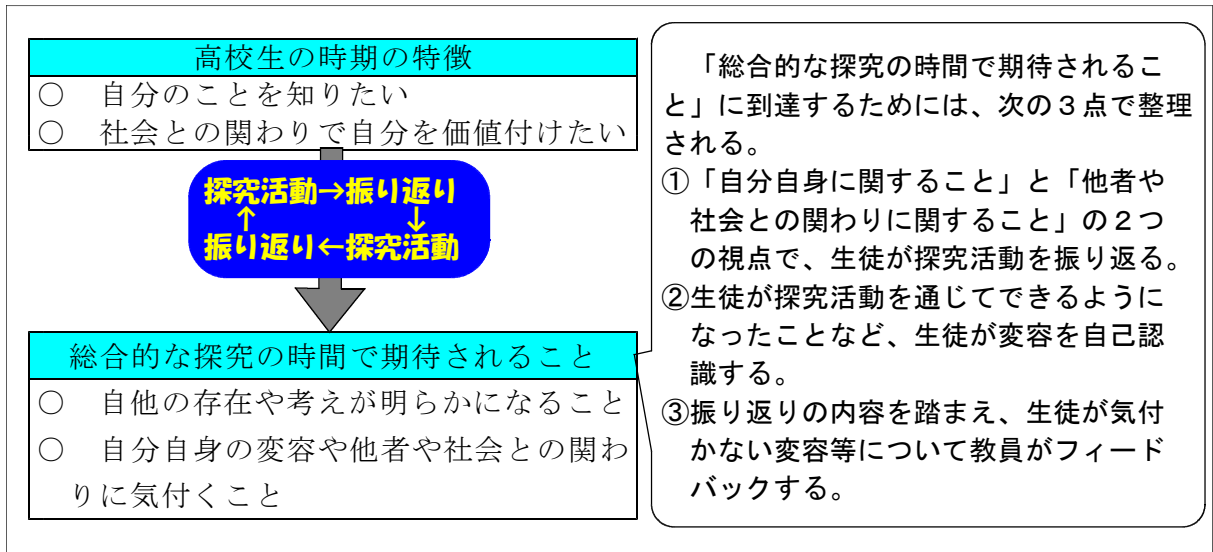 高校生の時期の特徴
○　自分のことを知りたい
○　社会との関わりで自分を価値付けたい
探究活動→振り返り
↑　　　　　↓
振り返り←探究活動
総合的な探究の時間で期待されること
○　自他の存在や考えが明らかになること
○　自分自身の変容や他者や社会との関わ
りに気付くこと
「総合的な探究の時間で期待されるこ
と」に到達するためには、次の３点で整理
される。
①「自分自身に関すること」と「他者や
社会との関わりに関すること」の２つ
の視点で、生徒が探究活動を振り返る。
②生徒が探究活動を通じてできるように
なったことなど、生徒が変容を自己認
識する。
③振り返りの内容を踏まえ、生徒が気付
かない変容等について教員がフィード
バックする。